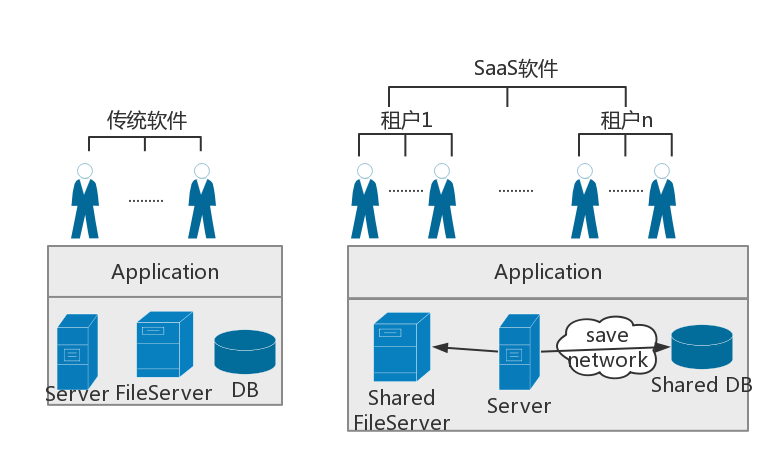 传统软件
Application
Server
FileServer
DB
SaaS软件
租户1
租户n
Application
save
network
Shared
FileServer
Server
Shared DB